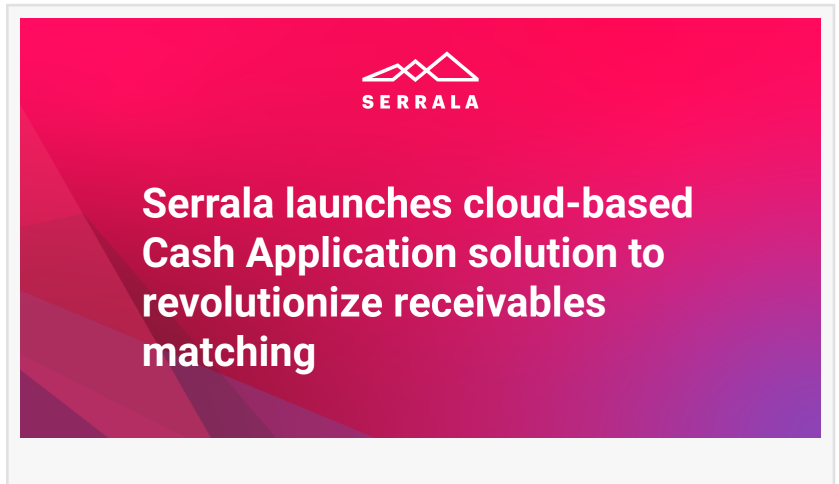 SERRALA
Serrala launches cloud-based
Cash Application solution to
revolutionize receivables
matching